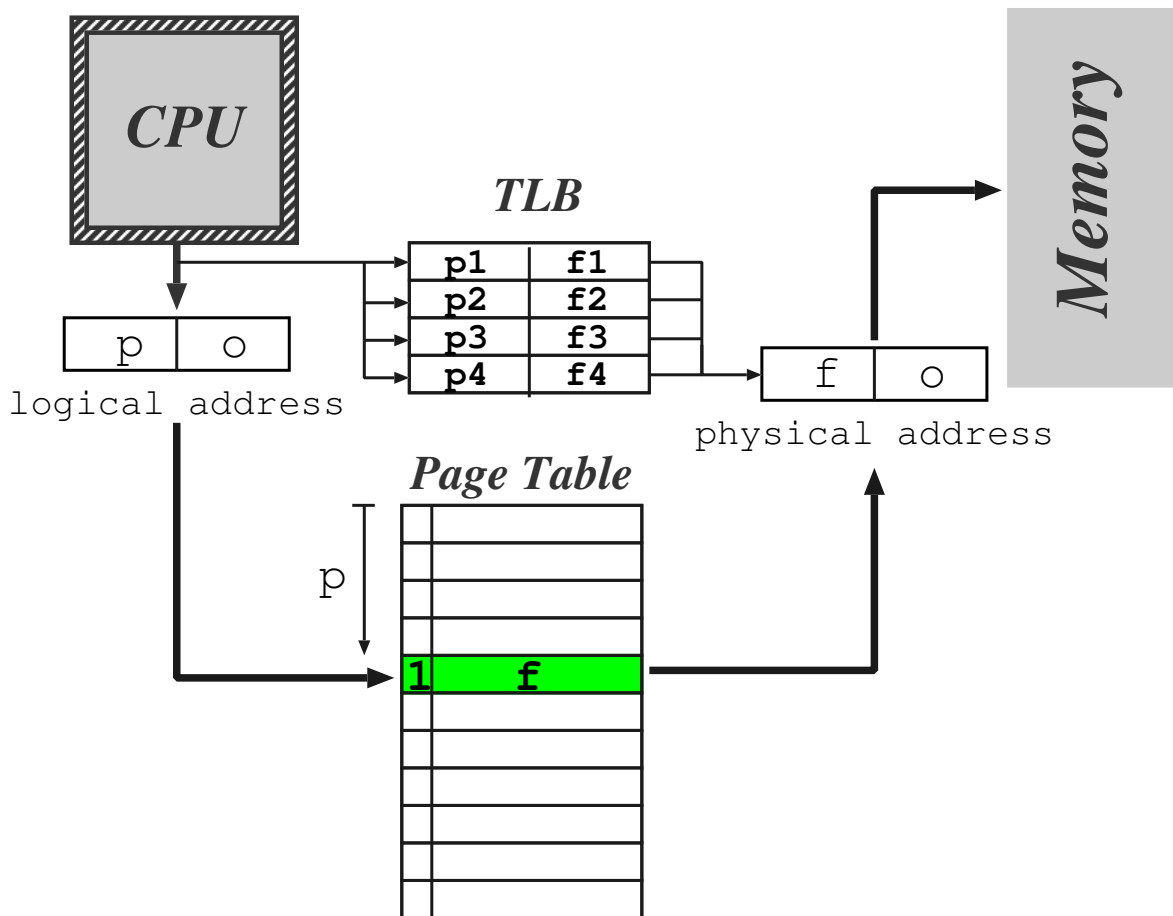 CPU
Memory
TLB
p1 f1
p2 f2
p3 f3
p4 f4
p o
logical address
f o
physical address
Page Table
p
1 f